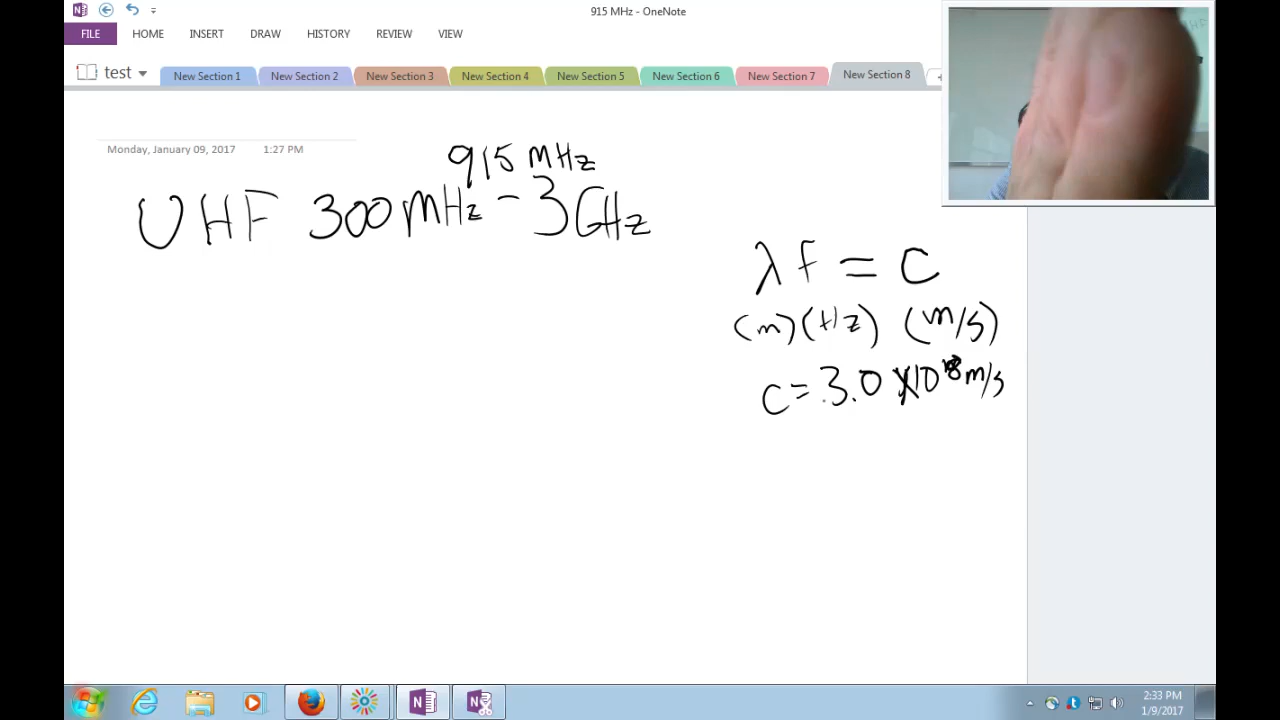 915 MHz - OneNote
FILE HOME INSERT DRAW HISTORY REVIEW VIEW
test New Section 1 New Section 2 New Section 3 New Section 4 New Section 5 New Section 6 New Section 7 New Section 8
Monday, January 09, 2017 1:27 PM
915 MHz
UHF 300 MHz - 3 GHz
λ f = c
(m) (Hz) (m/s)
c = 3.0 x10⁸ m/s
2:33 PM
1/9/2017